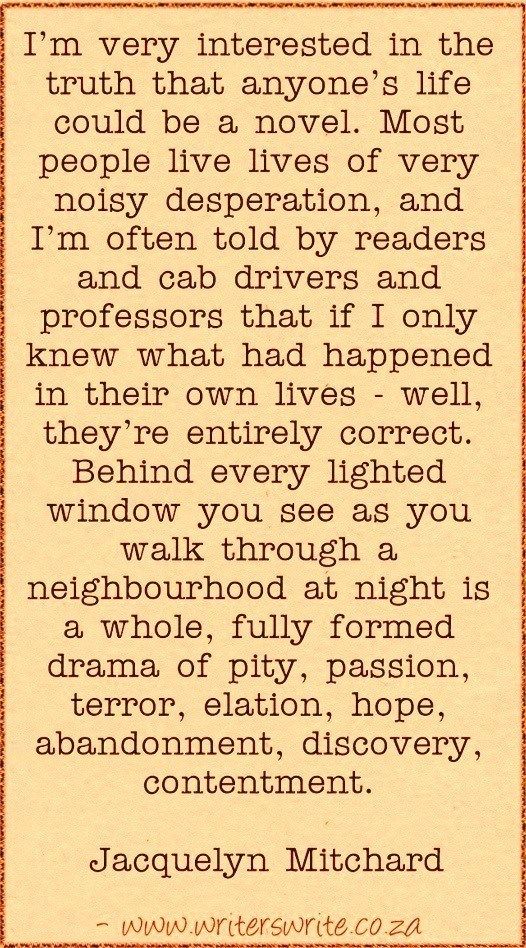 I’m very interested in the
truth that anyone’s life
could be a novel. Most
people live lives of very
noisy desperation, and
I’m often told by readers
and cab drivers and
professors that if I only
knew what had happened
in their own lives - well,
they’re entirely correct.
Behind every lighted
window you see as you
walk through a
neighbourhood at night is
a whole, fully formed
drama of pity, passion,
terror, elation, hope,
abandonment, discovery,
contentment.
Jacquelyn Mitchard
- www.writerswrite.co.za